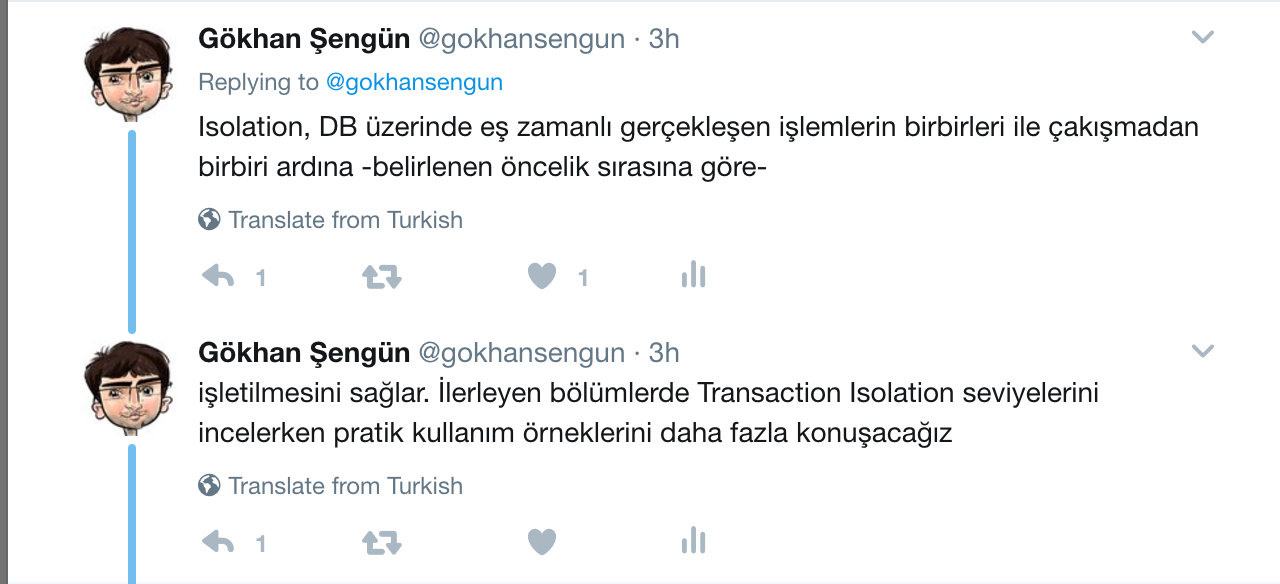 Gökhan Şengün @gokhansengun · 3h
Replying to @gokhansengun
Isolation, DB üzerinde eş zamanlı gerçekleşen işlemlerin birbirleri ile çakışmadan
birbiri ardına -belirlenen öncelik sırasına göre-
Translate from Turkish
1 1
Gökhan Şengün @gokhansengun · 3h
işletilmesini sağlar. İlerleyen bölümlerde Transaction Isolation seviyelerini
incelerken pratik kullanım örneklerini daha fazla konuşacağız
Translate from Turkish
1